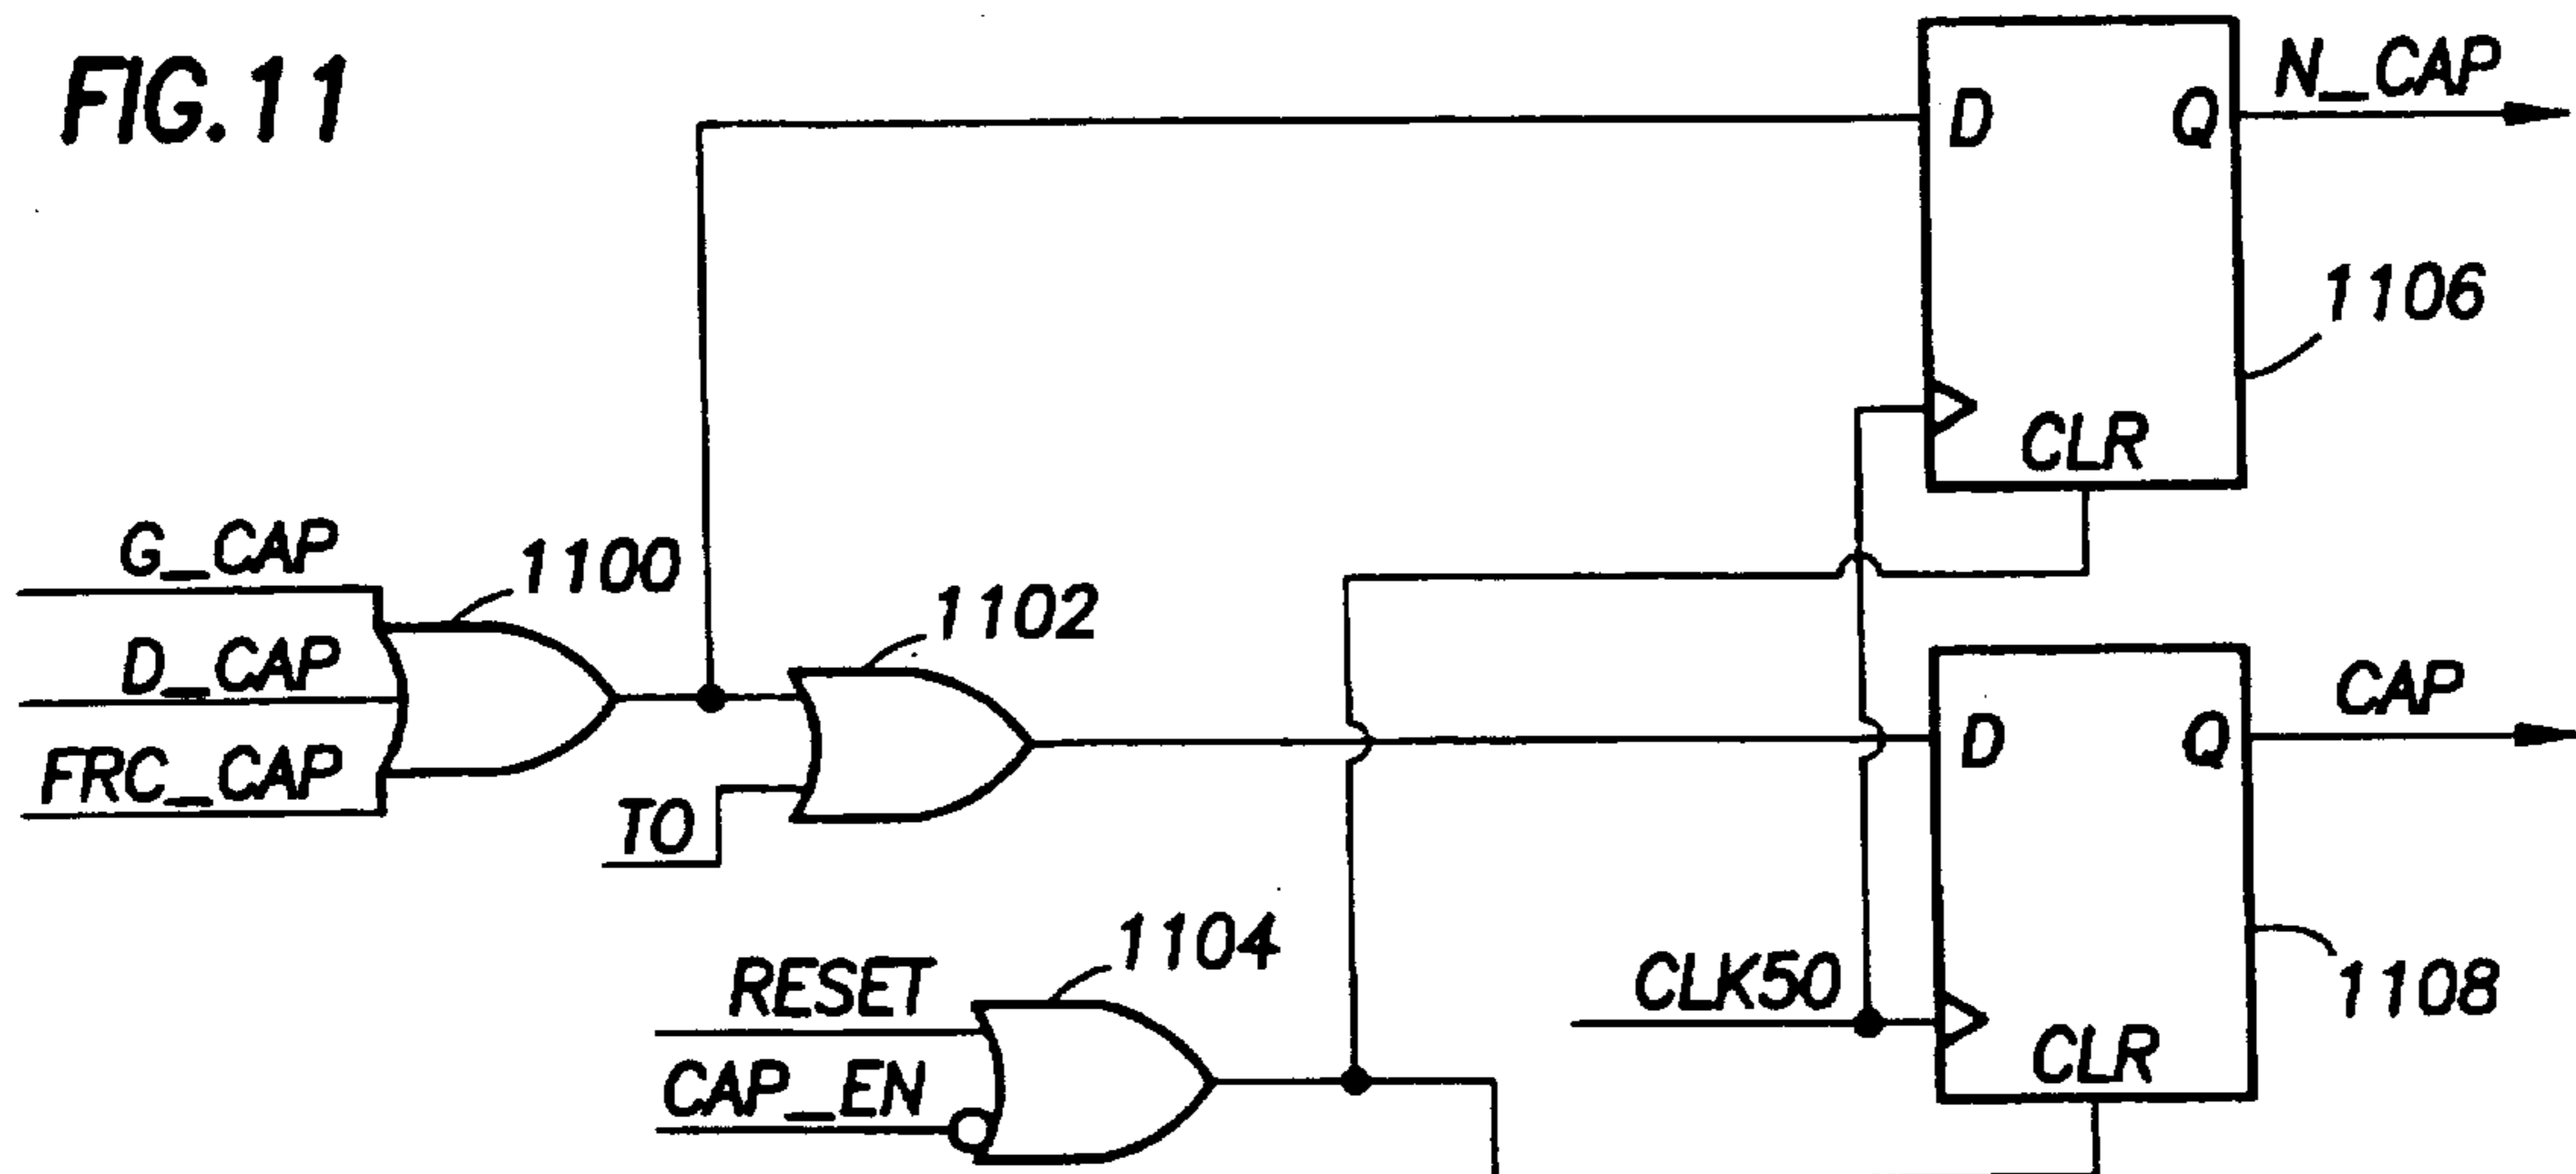 FIG.11
N_CAP
D
Q
1106
CLR
G_CAP
1100
1102
D_CAP
CAP
D
Q
FRC_CAP
TO
1104
RESET
CLK50
1108
CAP_EN
CLR